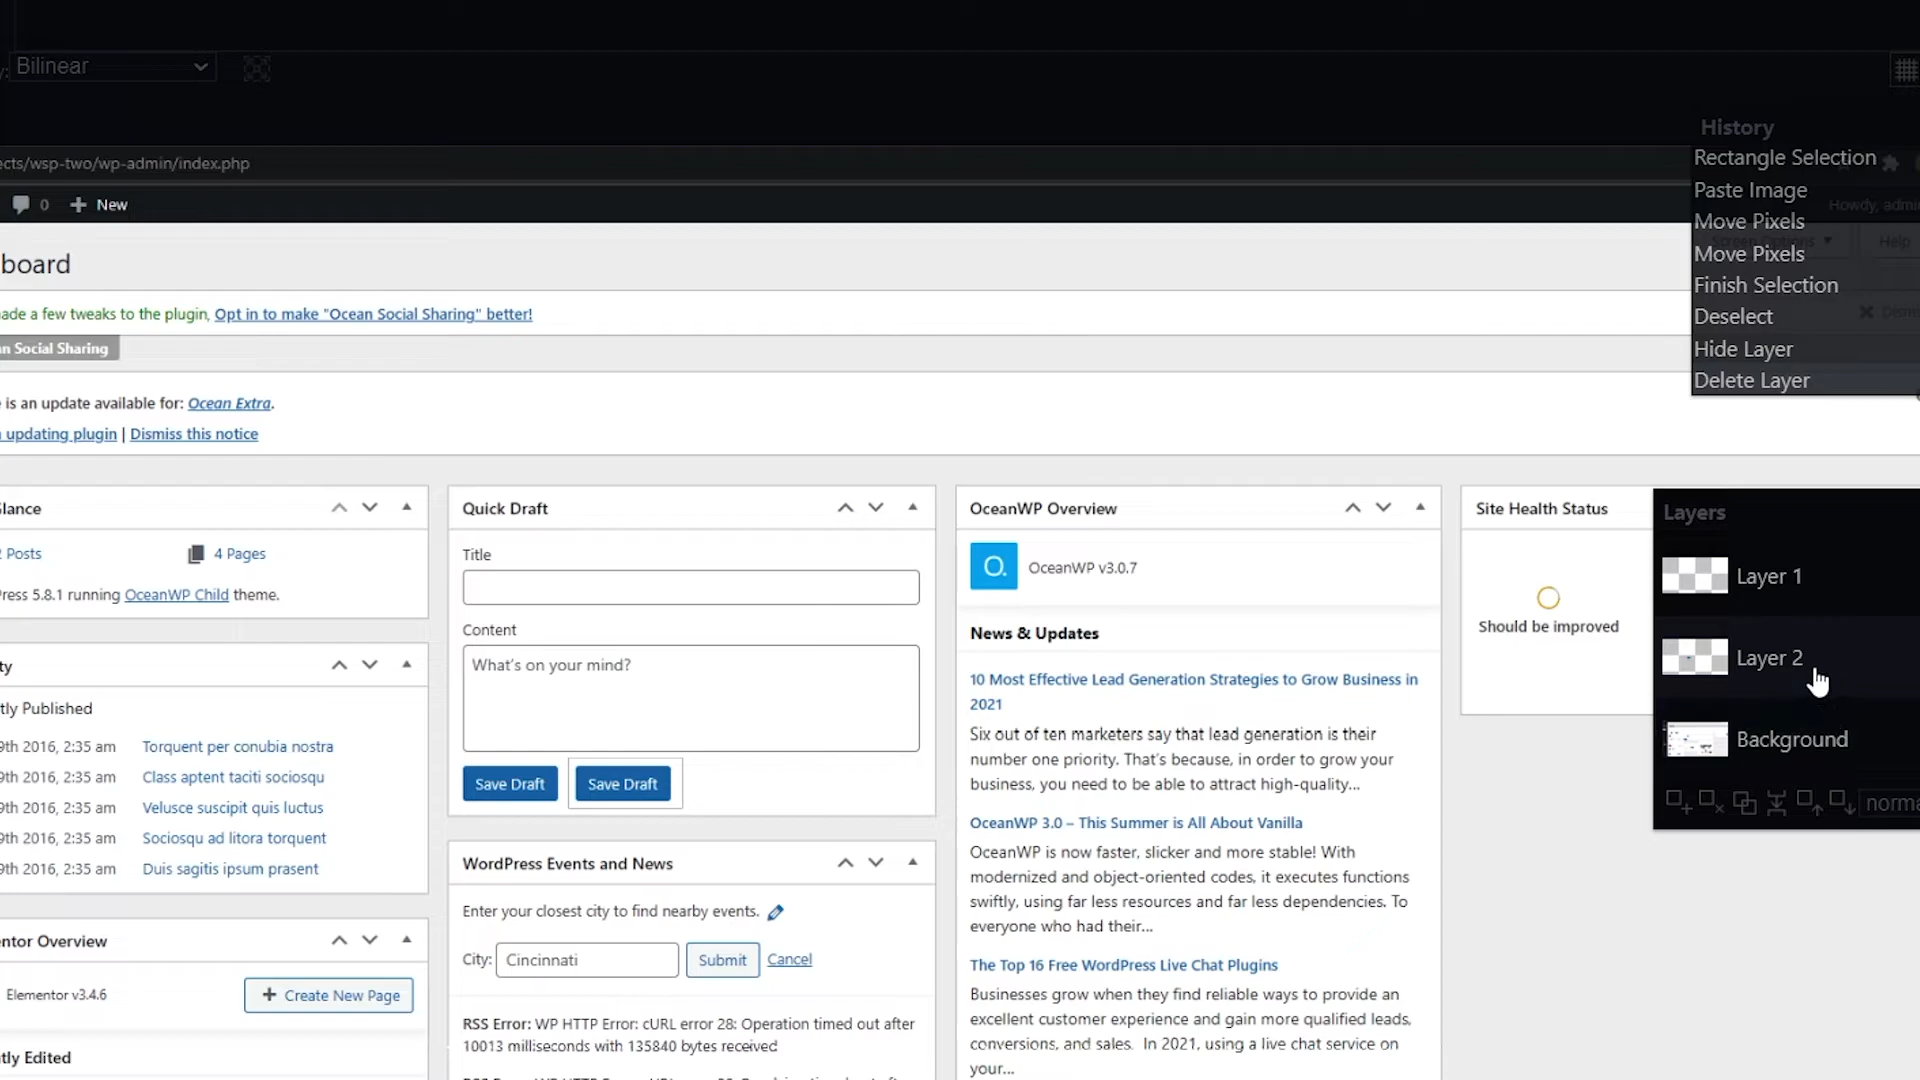 y:
Bilinear
History
Rectangle Selection
Paste Image
Move Pixels
Move Pixels
Finish Selection
Deselect
Hide Layer
Delete Layer
ects/wsp-two/wp-admin/index.php
0
New
Howdy, admin
Help
board
ade a few tweaks to the plugin, Opt in to make "Ocean Social Sharing" better!
n Social Sharing
e is an update available for: Ocean Extra.
updating plugin | Dismiss this notice
lance
2 Posts
4 Pages
ress 5.8.1 running OceanWP Child theme.
ty
tly Published
9th 2016, 2:35 am Torquent per conubia nostra
9th 2016, 2:35 am Class aptent taciti sociosqu
9th 2016, 2:35 am Velusce suscipit quis luctus
9th 2016, 2:35 am Sociosqu ad litora torquent
9th 2016, 2:35 am Duis sagitis ipsum prasent
entor Overview
Elementor v3.4.6
Create New Page
tly Edited
Quick Draft
Title
Content
What's on your mind?
Save Draft
Save Draft
WordPress Events and News
Enter your closest city to find nearby events.
City:
Cincinnati
Submit
Cancel
RSS Error: WP HTTP Error: cURL error 28: Operation timed out after
10013 milliseconds with 135840 bytes received
OceanWP Overview
O.
OceanWP v3.0.7
News & Updates
10 Most Effective Lead Generation Strategies to Grow Business in
2021
Six out of ten marketers say that lead generation is their
number one priority. That's because, in order to grow your
business, you need to be able to attract high-quality...
OceanWP 3.0 – This Summer is All About Vanilla
OceanWP is now faster, slicker and more stable! With
modernized and object-oriented codes, it executes functions
swiftly, using far less resources and far less dependencies. To
everyone who had their...
The Top 16 Free WordPress Live Chat Plugins
Businesses grow when they find reliable ways to provide an
excellent customer experience and gain more qualified leads,
conversions, and sales. In 2021, using a live chat service on
your...
Site Health Status
Should be improved
Layers
Layer 1
Layer 2
Background
norma